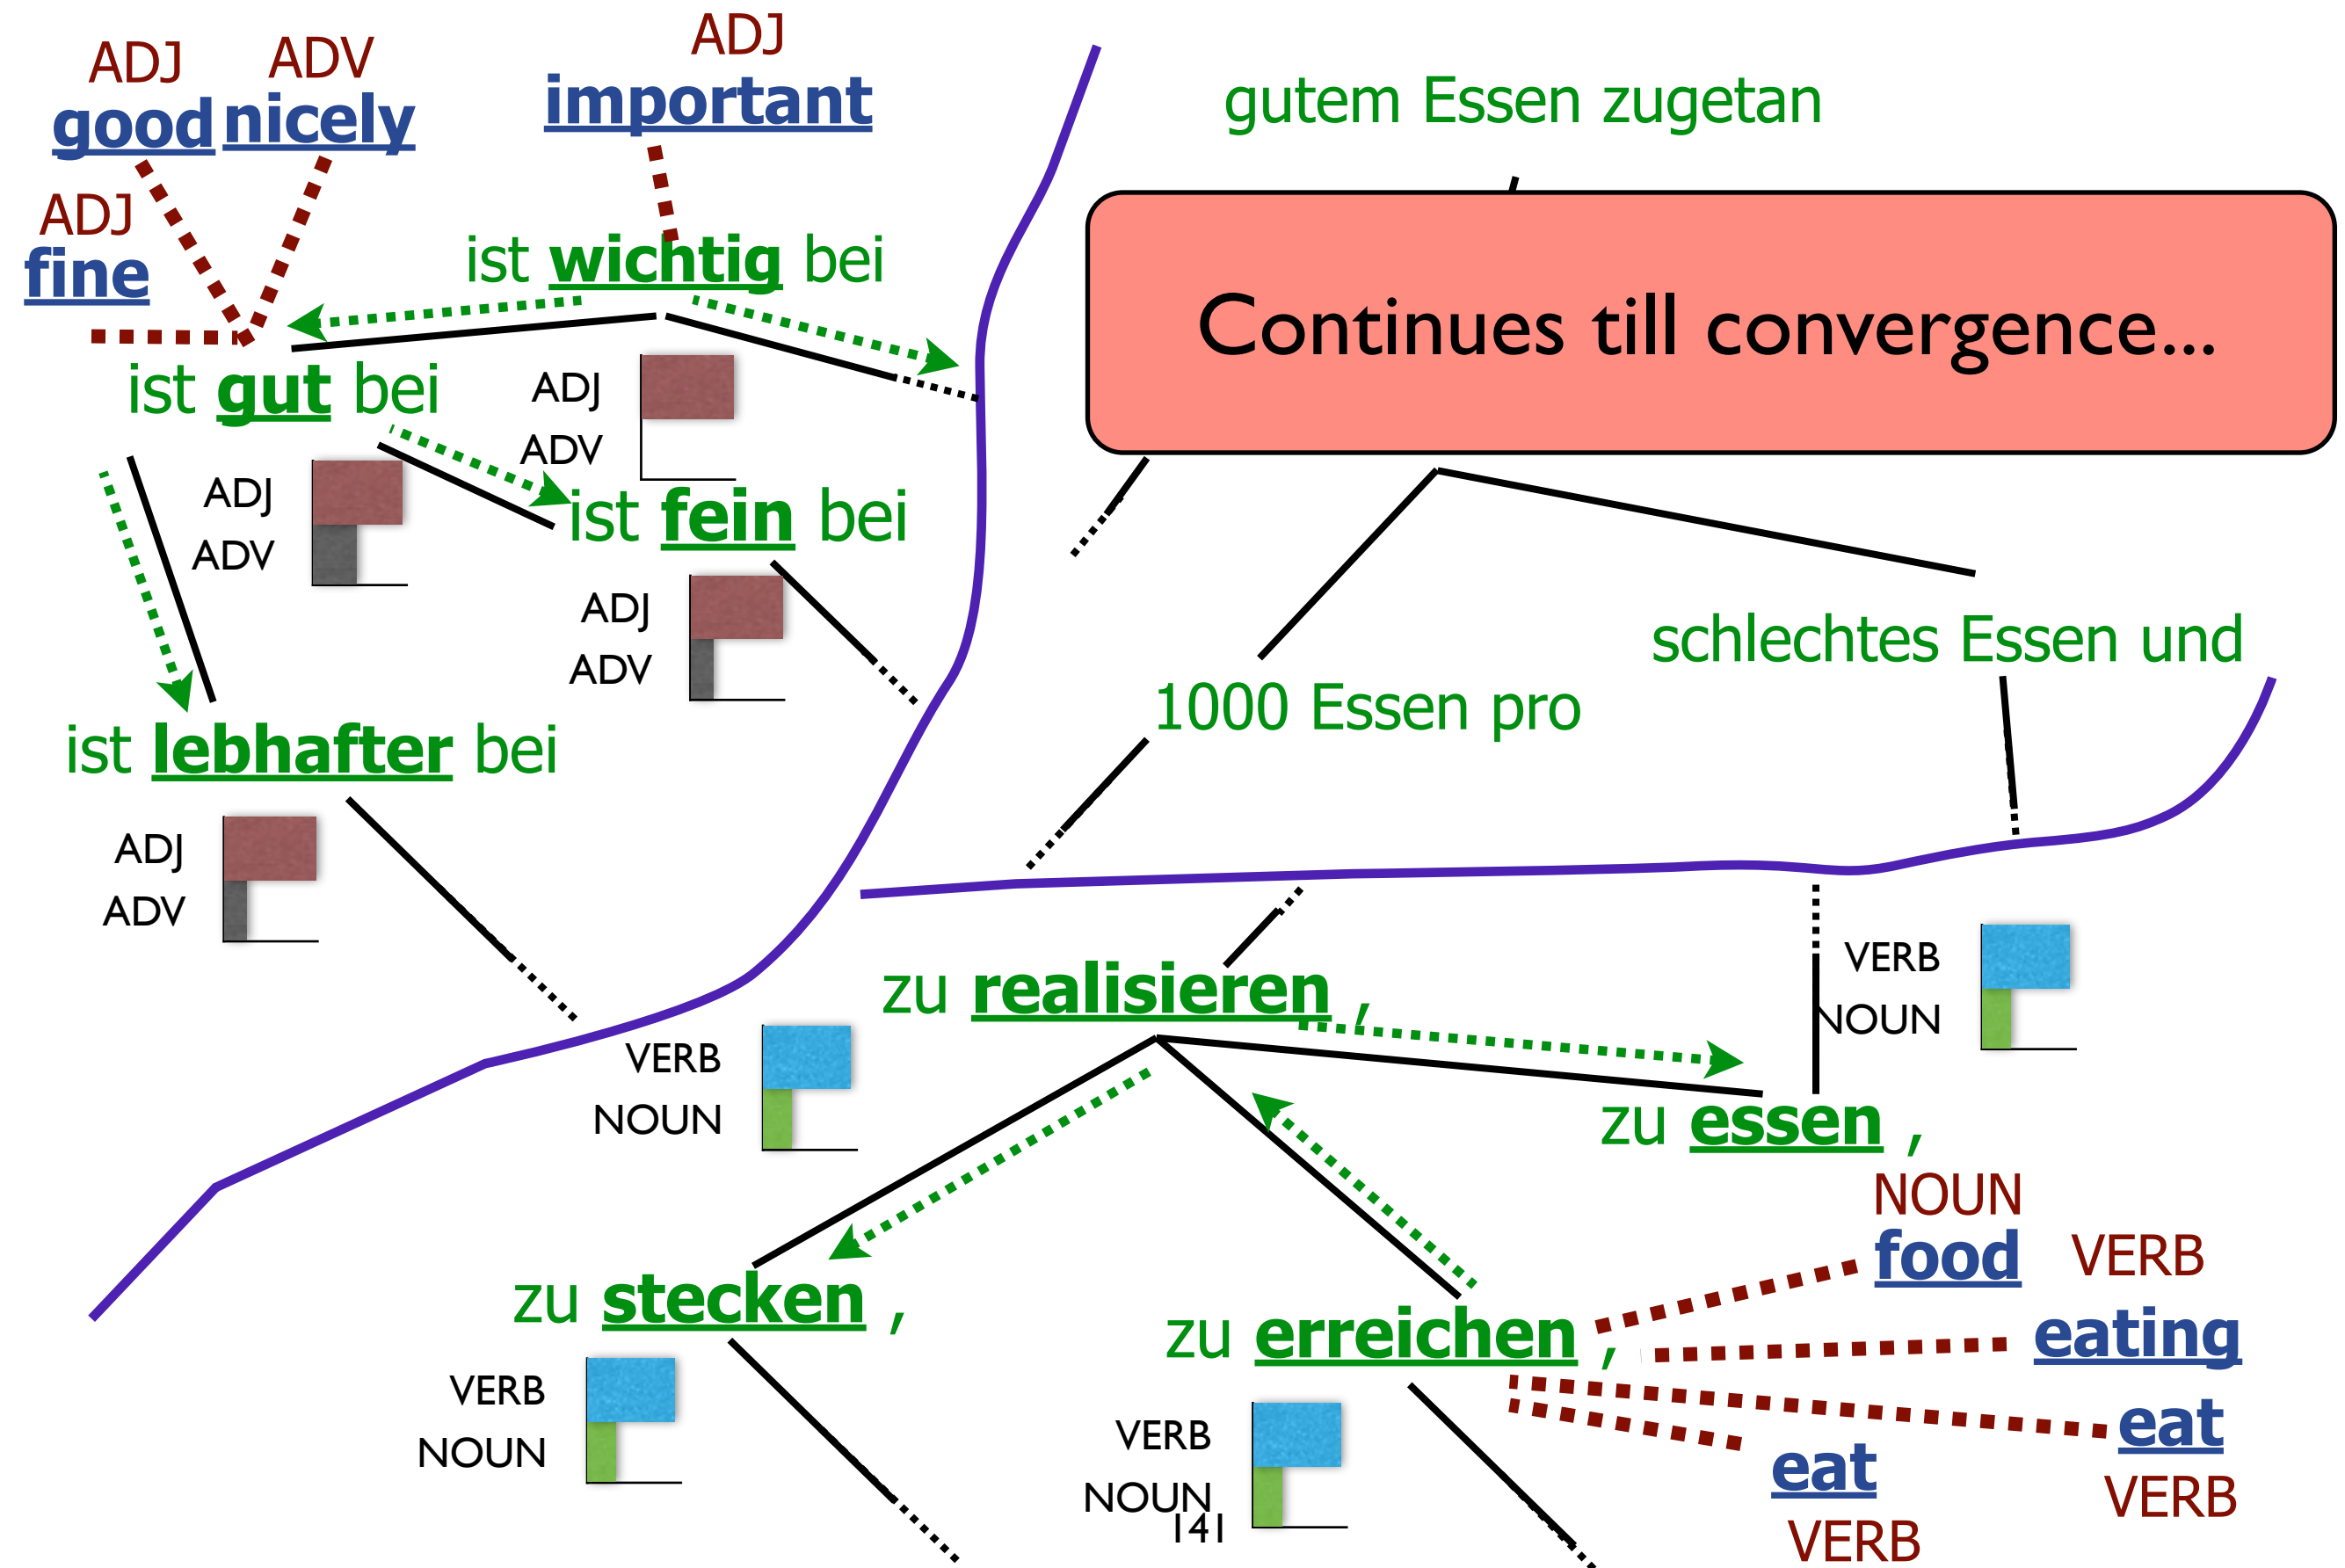 ADJ
ADV
ADJ
good
nicely
important
gutem Essen zugetan
ADJ
fine
ist wichtig bei
Continues till convergence...
ist gut bei
ADJ
ADV
ADJ
ADV
ist fein bei
ADJ
ADV
schlechtes Essen und
1000 Essen pro
ist lebhafter bei
ADJ
ADV
VERB
NOUN
zu realisieren ,
VERB
NOUN
zu essen ,
NOUN
food
VERB
zu stecken ,
zu erreichen ,
eating
VERB
NOUN
eat
VERB
VERB
NOUN
eat
VERB
141